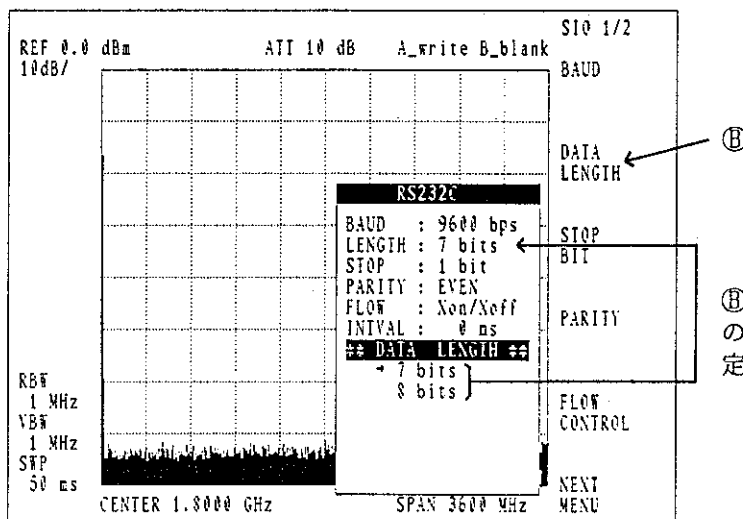 SIO 1/2
REF 0.0 dBm ATT 10 dB A_write B_blank
10dB/
BAUD
DATA
LENGTH
Ⓑ
STOP
BIT
PARITY
FLOW
CONTROL
NEXT
MENU
RS232C
BAUD : 9600 bps
LENGTH : 7 bits
STOP : 1 bit
PARITY : EVEN
FLOW : Xon/Xoff
INTVAL : 0 ms
** DATA LENGTH **
→ 7 bits
8 bits
Ⓑ
の
定
RBW
1 MHz
VBW
1 MHz
SWP
50 ms
CENTER 1.8000 GHz SPAN 3600 MHz